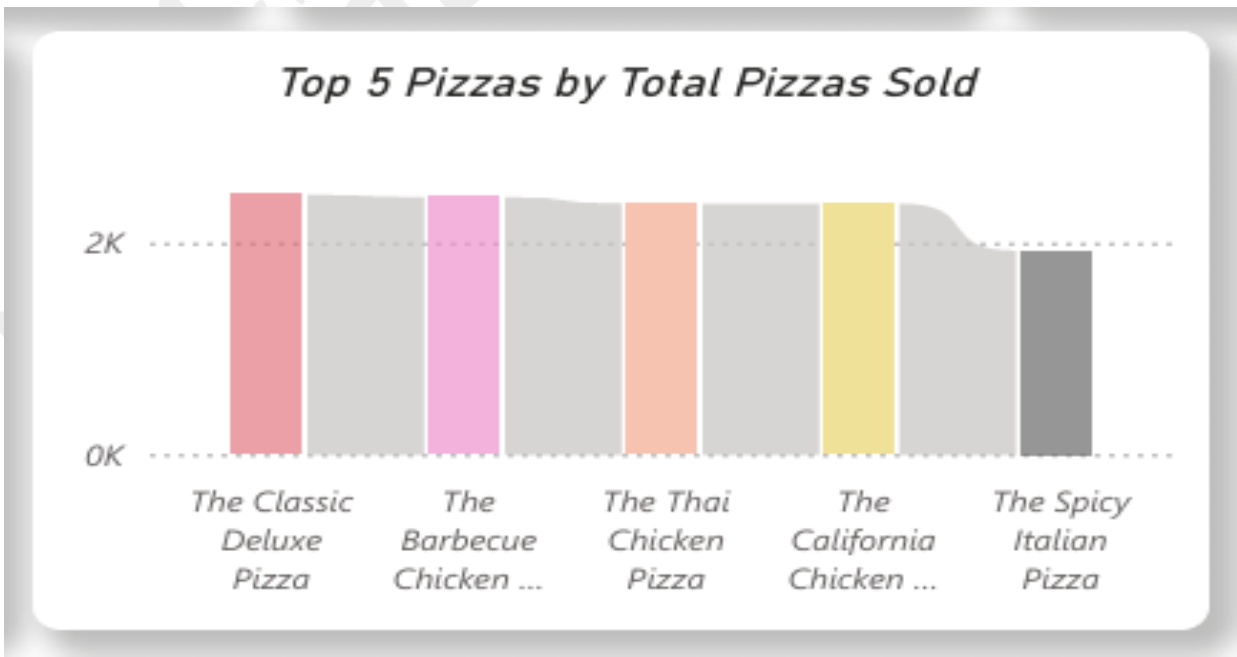 Top 5 Pizzas by Total Pizzas Sold
2K
0K
The Classic Deluxe Pizza
The Barbecue Chicken ...
The Thai Chicken Pizza
The California Chicken ...
The Spicy Italian Pizza